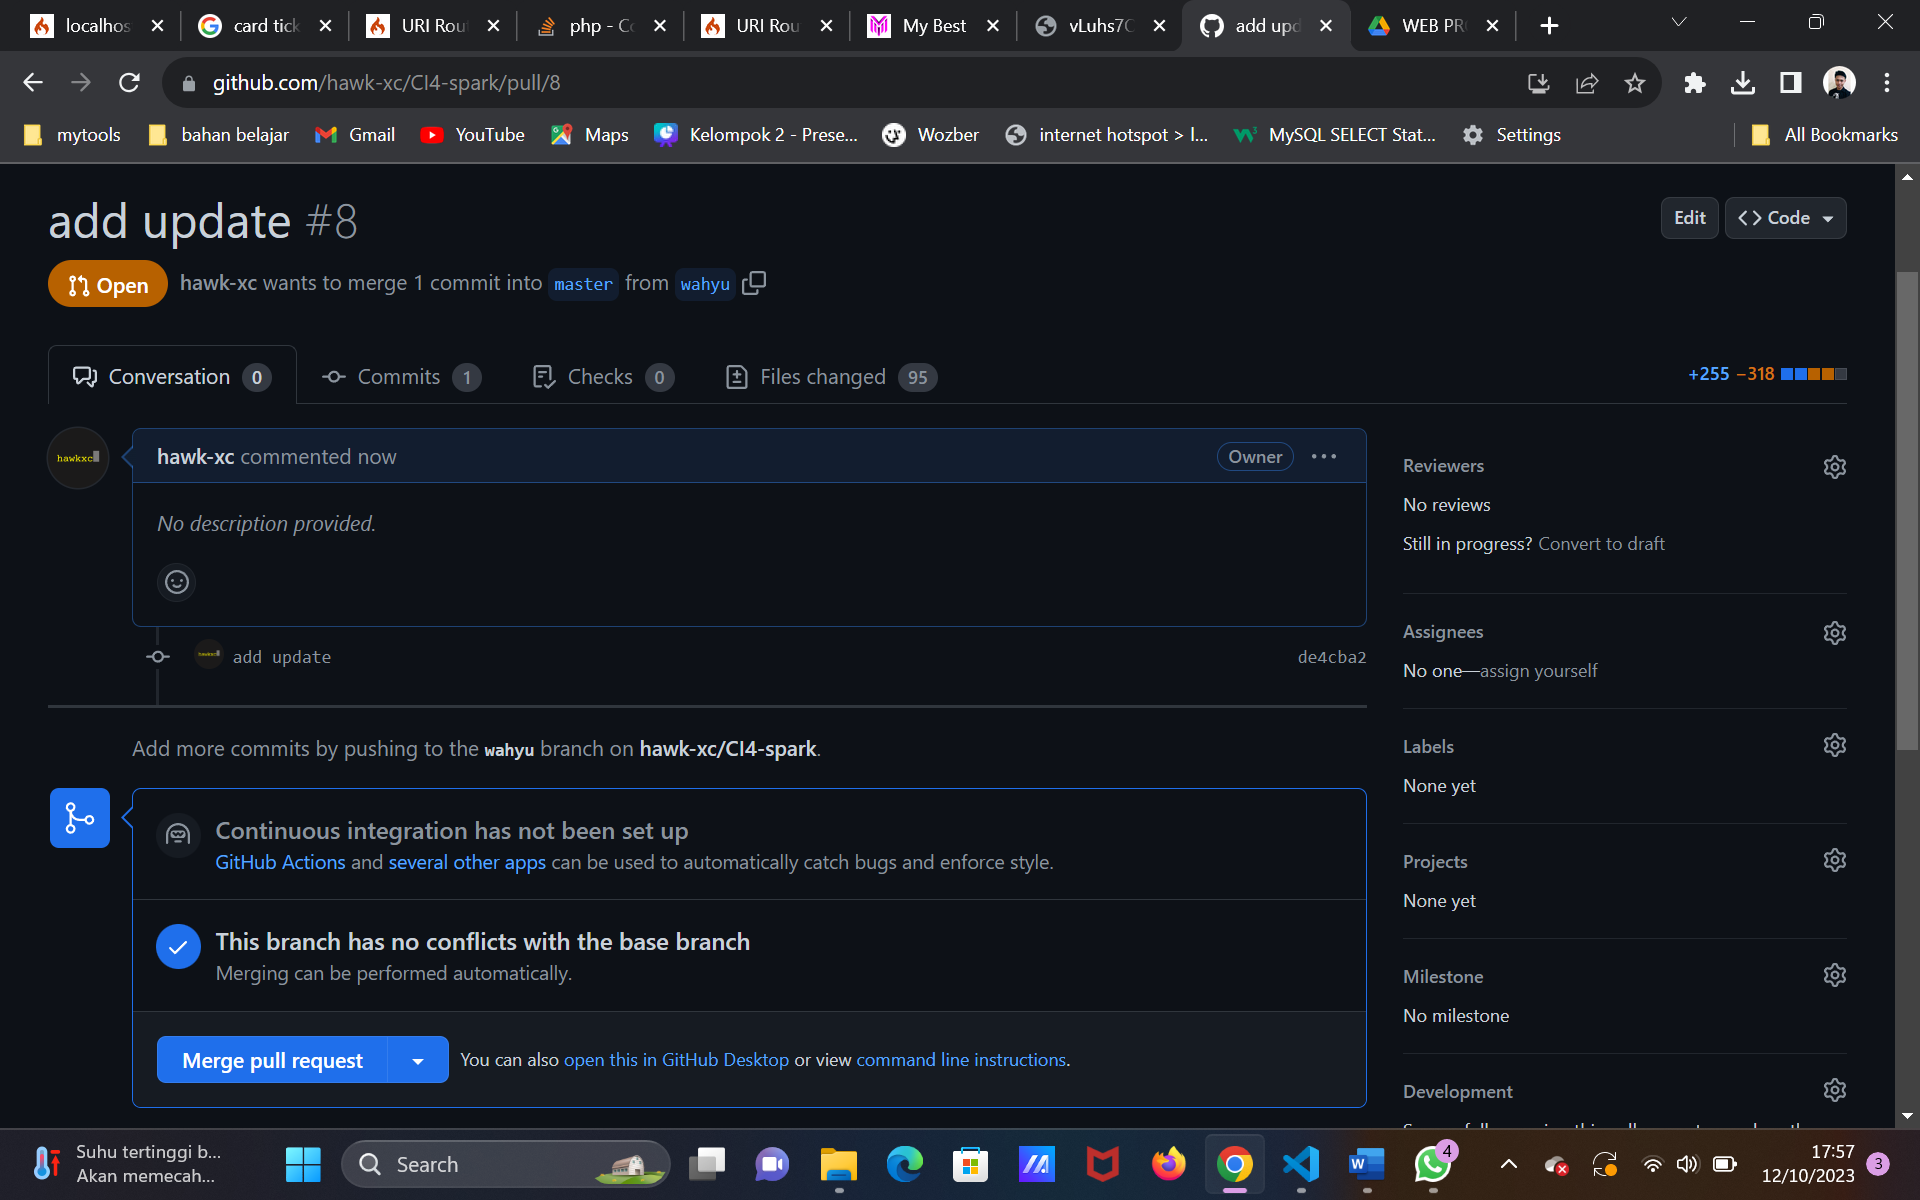 localhos
card tick
URI Rou
php - Co
URI Rou
My Best
vLuhs7C
add upd
WEB PR
github.com/hawk-xc/CI4-spark/pull/8
mytools
bahan belajar
Gmail
YouTube
Maps
Kelompok 2 - Prese...
Wozber
internet hotspot > l...
MySQL SELECT Stat...
Settings
All Bookmarks
add update #8
Edit
<> Code
Open
hawk-xc wants to merge 1 commit into master from wahyu
Conversation 0
Commits 1
Checks 0
Files changed 95
+255 −318
hawkxc
hawk-xc commented now
Owner
No description provided.
add update
de4cba2
Add more commits by pushing to the wahyu branch on hawk-xc/CI4-spark.
Continuous integration has not been set up
GitHub Actions and several other apps can be used to automatically catch bugs and enforce style.
This branch has no conflicts with the base branch
Merging can be performed automatically.
Merge pull request
You can also open this in GitHub Desktop or view command line instructions.
Reviewers
No reviews
Still in progress? Convert to draft
Assignees
No one—assign yourself
Labels
None yet
Projects
None yet
Milestone
No milestone
Development
Suhu tertinggi b...
Akan memecah...
Search
4
17:57
12/10/2023
3